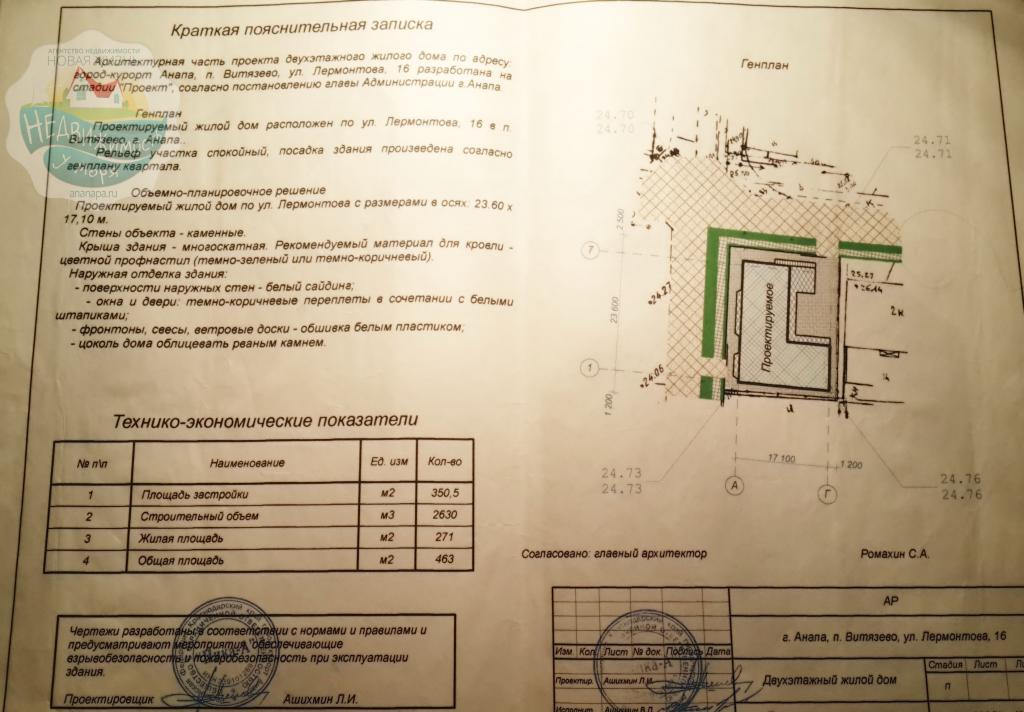 Краткая пояснительная записка
Архитектурная часть проекта двухэтажного жилого дома по адресу:
город-курорт Анапа, п. Витязево, ул. Лермонтова, 16 разработана на
стадии "Проект", согласно постановлению главы Администрации г.Анапа.
Генплан
Проектируемый жилой дом расположен по ул. Лермонтова, 16 в п.
Витязево, г. Анапа..
Рельеф участка спокойный, посадка здания произведена согласно
генплану квартала.
Объемно-планировочное решение
Проектируемый жилой дом по ул. Лермонтова с размерами в осях: 23.60 х
17,10 м.
Стены объекта - каменные.
Крыша здания - многоскатная. Рекомендуемый материал для кровли -
цветной профнастил (темно-зеленый или темно-коричневый).
Наружная отделка здания:
- поверхности наружных стен - белый сайдинг;
- окна и двери: темно-коричневые переплеты в сочетании с белыми
штапиками;
- фронтоны, свесы, ветровые доски - обшивка белым пластиком;
- цоколь дома облицевать рваным камнем.
АГЕНТСТВО НЕДВИЖИМОСТИ
НОВАЯ
НЕДВИЖИМОСТЬ
у моря
ananapa.ru
Технико-экономические показатели
№ п\п Наименование Ед. изм Кол-во
1 Площадь застройки м2 350,5
2 Строительный объем м3 2630
3 Жилая площадь м2 271
4 Общая площадь м2 463
Чертежи разработаны в соответствии с нормами и правилами и
предусматривают мероприятия, обеспечивающие
взрывобезопасность и пожаробезопасность при эксплуатации
здания.
Проектировщик Ашихмин Л.И.
Генплан
24.70
24.70
24.71
24.71
2 500
7
25.27
26.14
24.27
23 600
Проектируемое
2к
1
24.06
1 200
17 100
1 200
24.73
24.73
А
Г
24.76
24.76
Согласовано: главный архитектор Ромахин С.А.
АР
г. Анапа, п. Витязево, ул. Лермонтова, 16
Изм. Кол. Лист № док. Подпись Дата
Проектир. Ашихмин Л.И.
Двухэтажный жилой дом
Стадия Лист
п
Исполнит. Ашихмин В.Л.